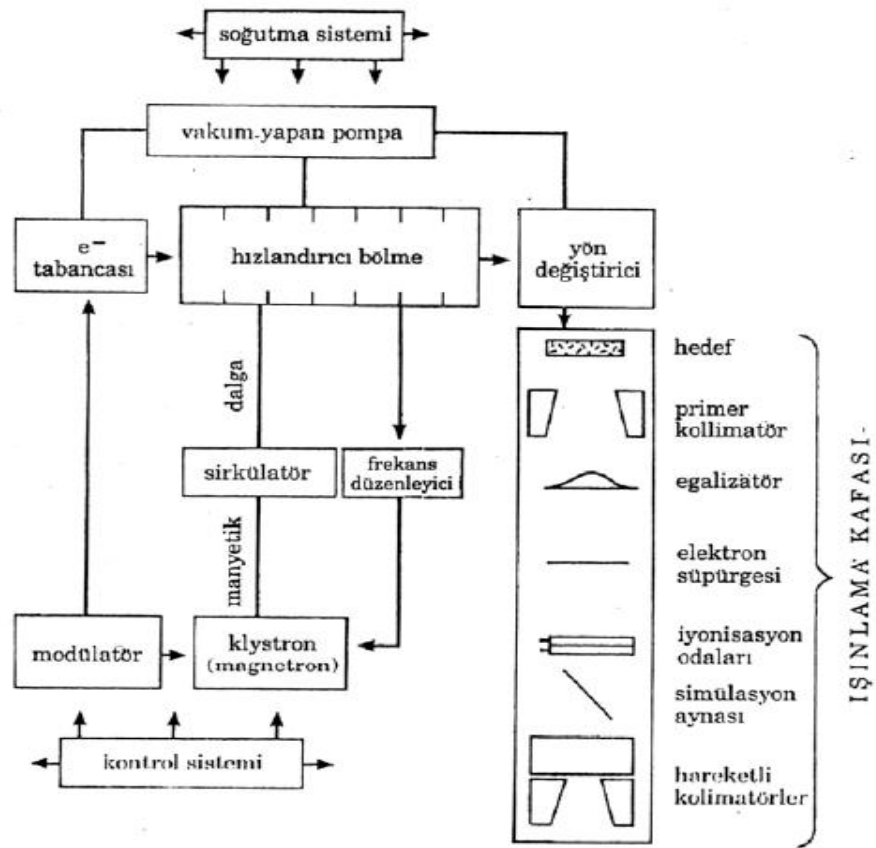 soğutma sistemi
vakum-yapan pompa
e⁻
tabancası
hızlandırıcı bölme
yön
değiştirici
hedef
primer
kollimatör
egalizatör
elektron
süpürgesi
iyonisasyon
odaları
simülasyon
aynası
hareketli
kolimatörler
IŞINLAMA KAFASI-
dalga
sirkülatör
frekans
düzenleyici
manyetik
modülatör
klystron
(magnetron)
kontrol sistemi